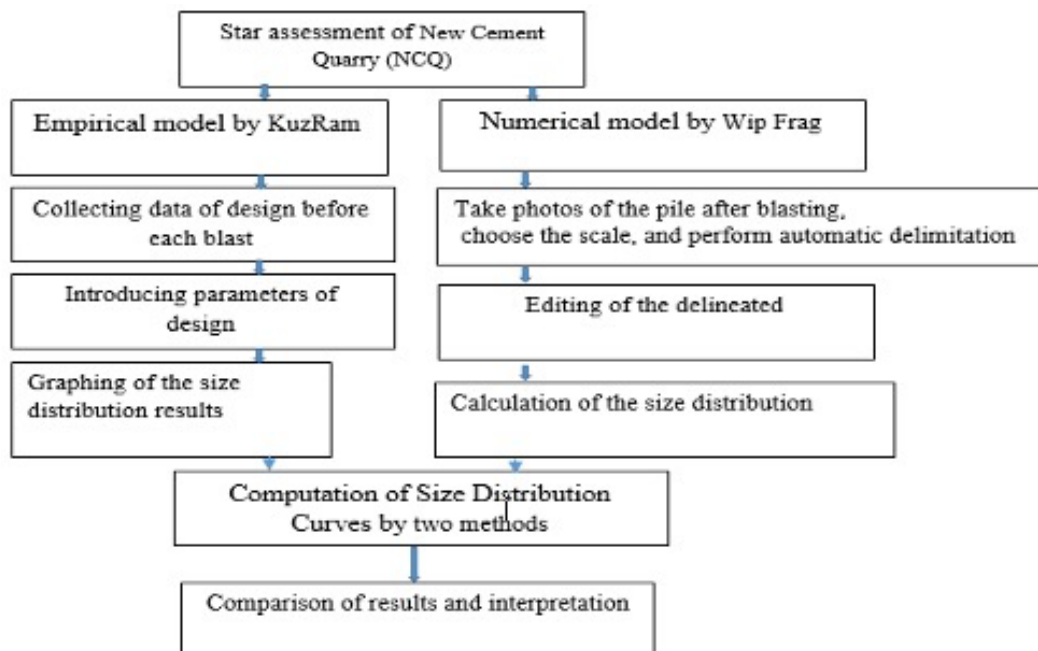 Star assessment of New Cement
Quarry (NCQ)
Empirical model by KuzRam
Numerical model by Wip Frag
Collecting data of design before
each blast
Take photos of the pile after blasting,
choose the scale, and perform automatic delimitation
Introducing parameters of
design
Editing of the delineated
Graphing of the size
distribution results
Calculation of the size distribution
Computation of Size Distribution
Curves by two methods
Comparison of results and interpretation